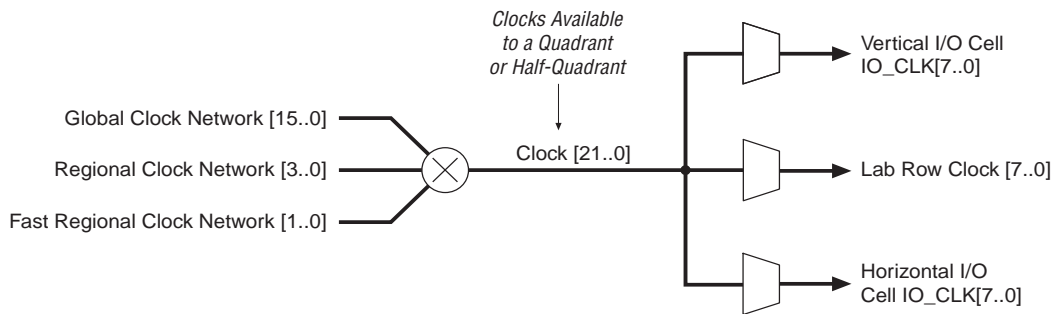 Clocks Available
to a Quadrant
or Half-Quadrant
Vertical I/O Cell
IO_CLK[7..0]
Global Clock Network [15..0]
Regional Clock Network [3..0]
Fast Regional Clock Network [1..0]
Clock [21..0]
Lab Row Clock [7..0]
Horizontal I/O
Cell IO_CLK[7..0]